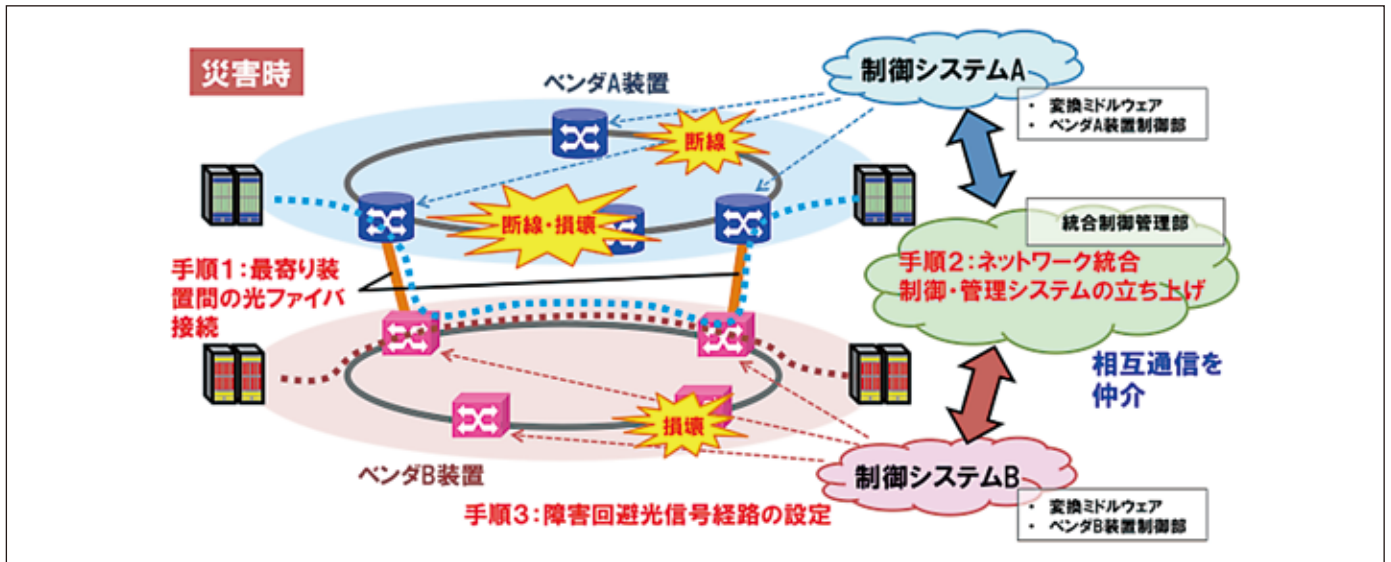 災害時
ベンダA装置
制御システムA
・ 変換ミドルウェア
・ ベンダA装置制御部
断線
断線・損壊
統合制御管理部
手順1：最寄り装
置間の光ファイバ
接続
手順2：ネットワーク統合
制御・管理システムの立ち上げ
相互通信を
仲介
損壊
ベンダB装置
制御システムB
・ 変換ミドルウェア
・ ベンダB装置制御部
手順3：障害回避光信号経路の設定